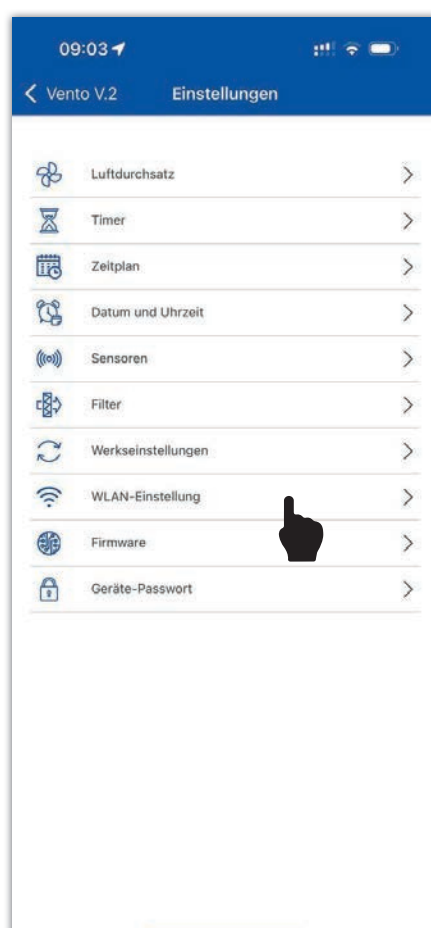 09:03
Vento V.2 Einstellungen
Luftdurchsatz
Timer
Zeitplan
Datum und Uhrzeit
Sensoren
Filter
Werkseinstellungen
WLAN-Einstellung
Firmware
Geräte-Passwort